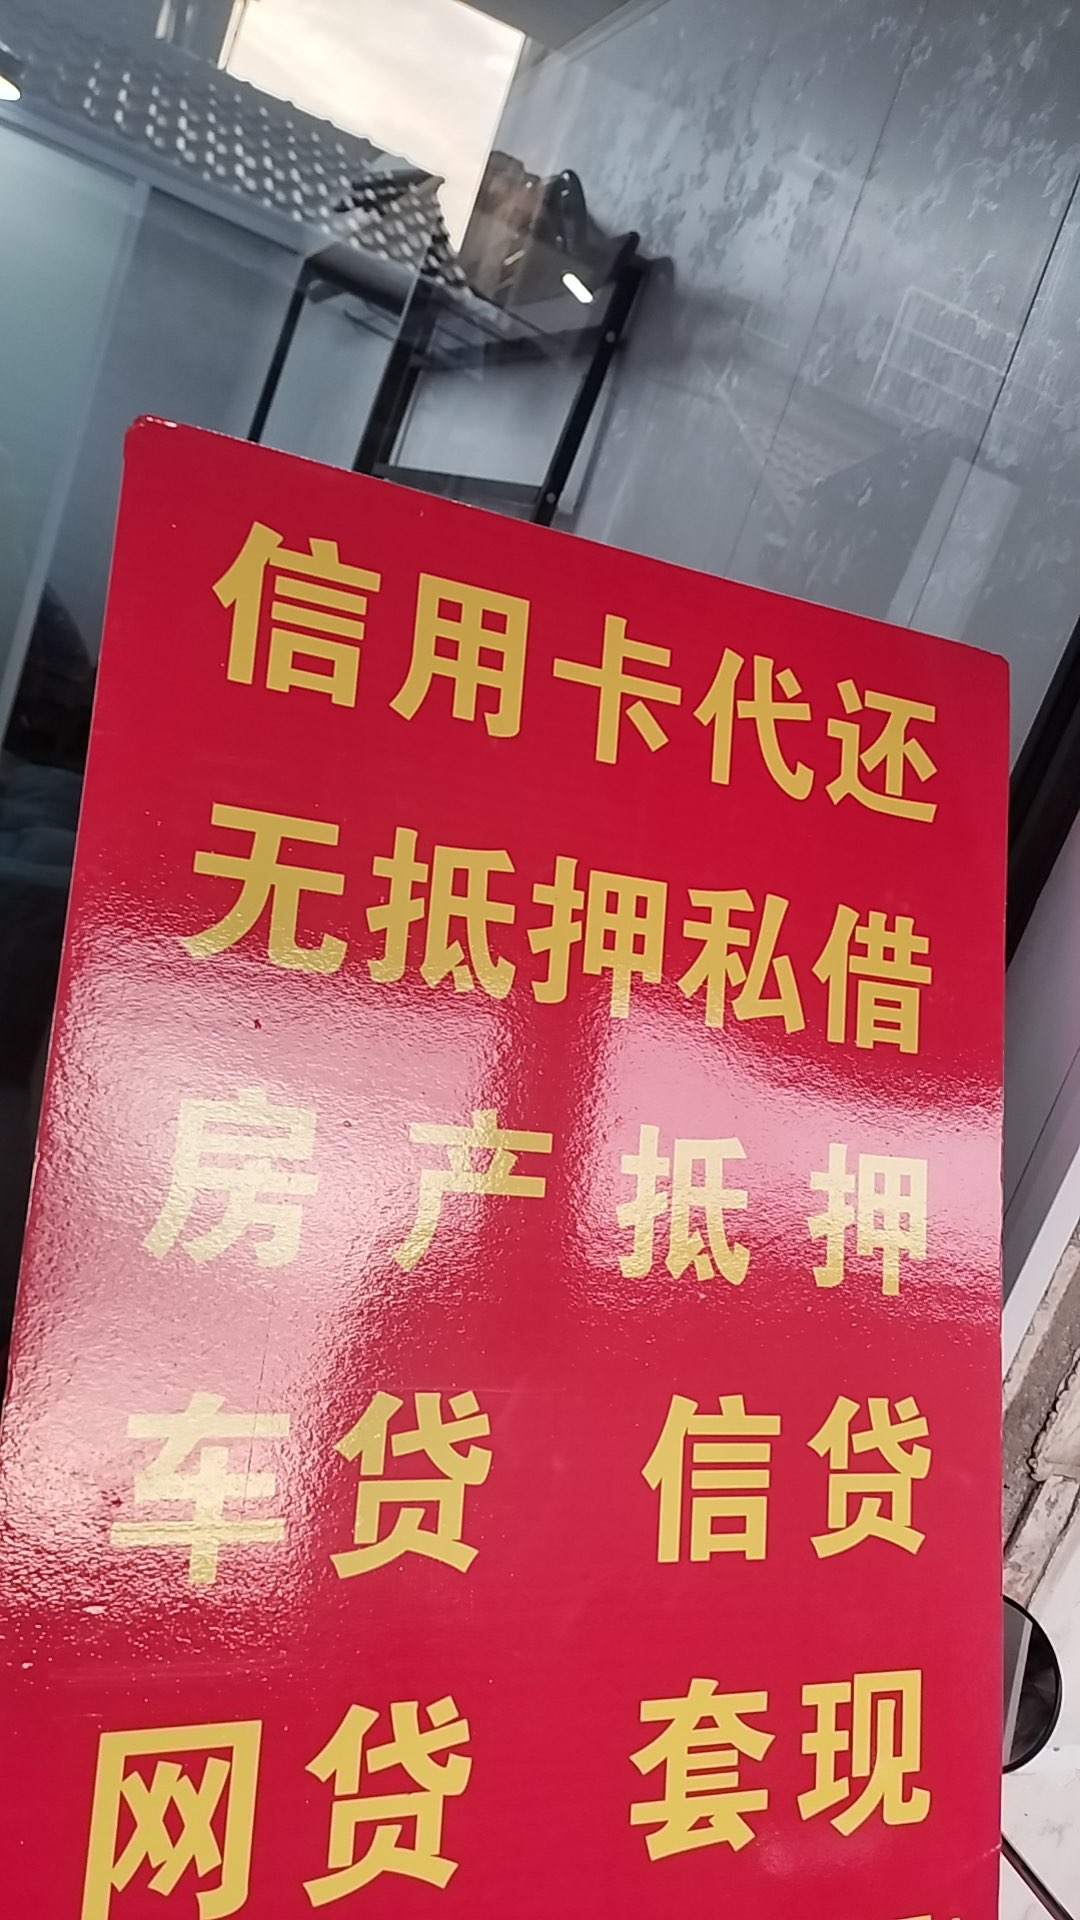 信用卡代还
无抵押私借
房产抵押
车贷 信贷
网贷 套现